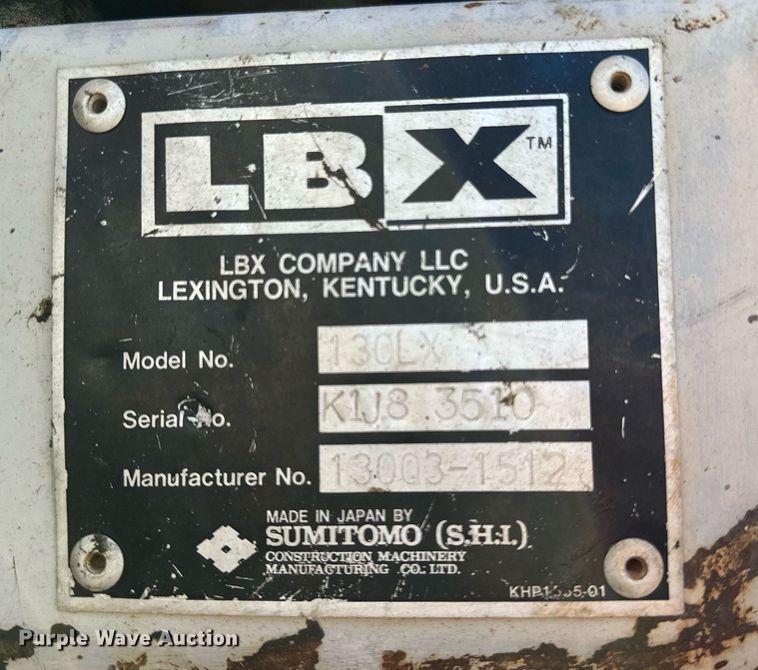 LBX™
LBX COMPANY LLC
LEXINGTON, KENTUCKY, U.S.A.
Model No. 130LX
Serial No. K1J8 3510
Manufacturer No. 130Q3-1512
MADE IN JAPAN BY
SUMITOMO (S.H.I.)
CONSTRUCTION MACHINERY
MANUFACTURING CO. LTD.
Purple Wave Auction